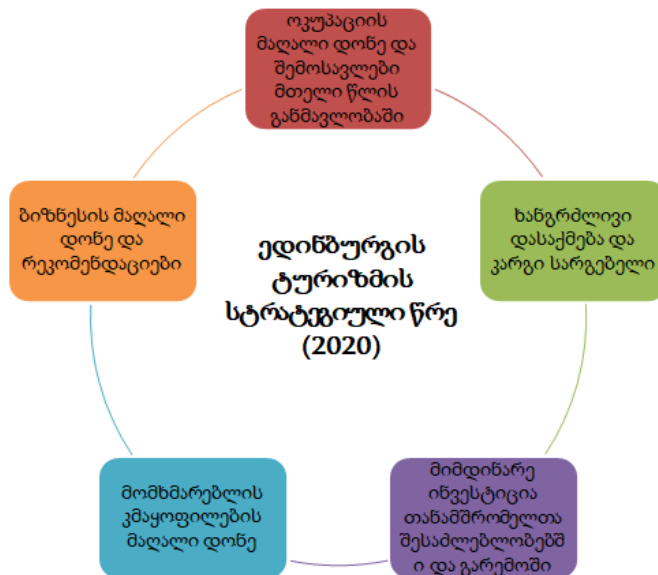 ოკუპაციის
მაღალი დონე და
შემოსავლები
მთელი წლის
განმავლობაში
ხანგრძლივი
დასაქმება და
კარგი სარგებელი
მიმდინარე
ინვესტიცია
თანამშრომელთა
შესაძლებლობებშ
ი და გარემოში
მომხმარებლის
კმაყოფილების
მაღალი დონე
ბიზნესის მაღალი
დონე და
რეკომენდაციები
ედინბურგის
ტურიზმის
სტრატეგიული წრე
(2020)